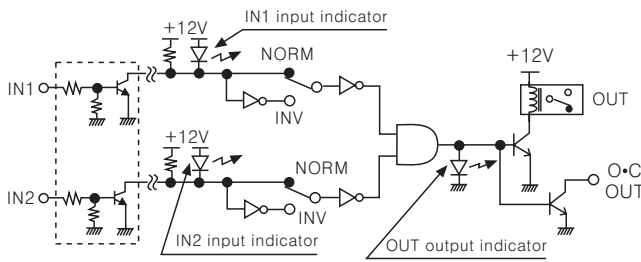 +12V
IN1 input indicator
NORM
IN1
INV
+12V
OUT
+12V
NORM
IN2
INV
O•C
OUT
IN2 input indicator
OUT output indicator